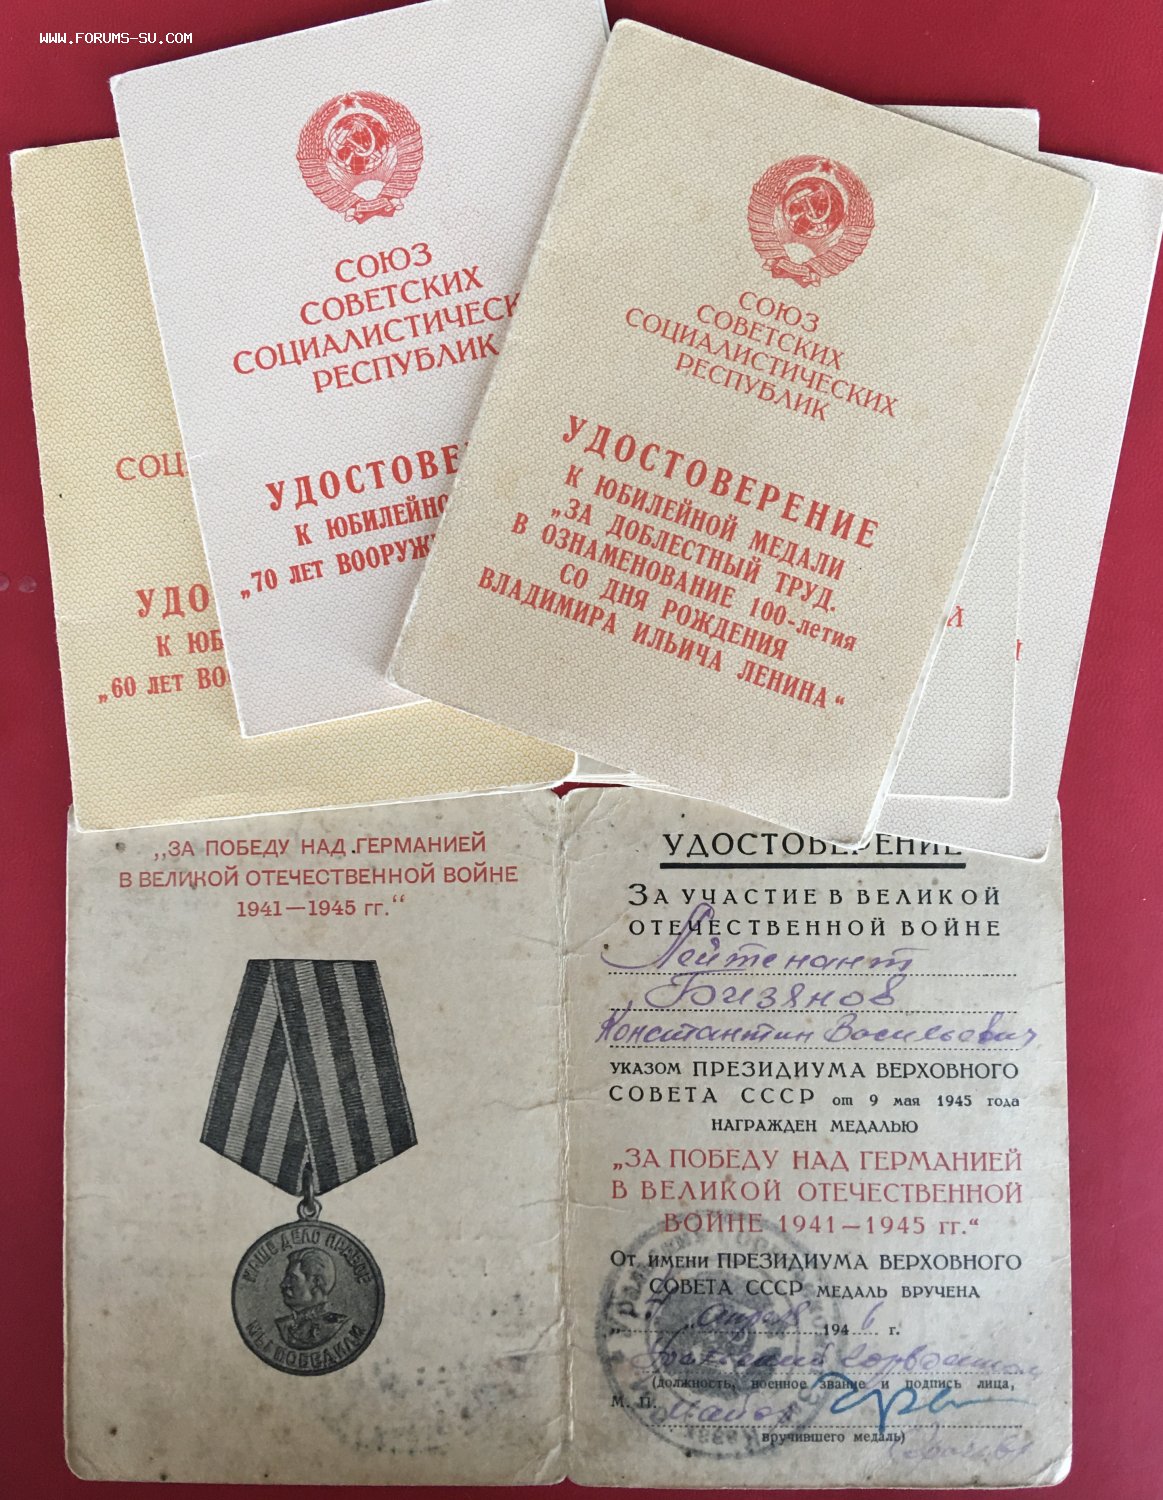 WWW.FORUMS-SU.COM
СОЮЗ
СОВЕТСКИХ
СОЦИАЛИСТИЧЕСК
РЕСПУБЛИК
УДОСТОВЕ
К ЮБИЛЕЙНО
„70 ЛЕТ ВООРУЖ
СОЮЗ
СОВЕТСКИХ
СОЦИАЛИСТИЧЕСКИХ
РЕСПУБЛИК
УДОСТОВЕРЕНИЕ
К ЮБИЛЕЙНОЙ МЕДАЛИ
„ЗА ДОБЛЕСТНЫЙ ТРУД.
В ОЗНАМЕНОВАНИЕ 100-летия
СО ДНЯ РОЖДЕНИЯ
ВЛАДИМИРА ИЛЬИЧА ЛЕНИНА“
СОЦ
УДО
К ЮБ
„60 ЛЕТ ВО
„ЗА ПОБЕДУ НАД ГЕРМАНИЕЙ
В ВЕЛИКОЙ ОТЕЧЕСТВЕННОЙ ВОЙНЕ
1941—1945 гг.“
НАШЕ ДЕЛО ПРАВОЕ
МЫ ПОБЕДИЛИ
УДОСТОВЕРЕНИЕ
ЗА УЧАСТИЕ В ВЕЛИКОЙ
ОТЕЧЕСТВЕННОЙ ВОЙНЕ
Лейтенант
Бизянов
Константин Васильевич
УКАЗОМ ПРЕЗИДИУМА ВЕРХОВНОГО
СОВЕТА СССР от 9 мая 1945 года
НАГРАЖДЕН МЕДАЛЬЮ
„ЗА ПОБЕДУ НАД ГЕРМАНИЕЙ
В ВЕЛИКОЙ ОТЕЧЕСТВЕННОЙ
ВОЙНЕ 1941—1945 гг.“
ОТ ИМЕНИ ПРЕЗИДИУМА ВЕРХОВНОГО
СОВЕТА СССР МЕДАЛЬ ВРУЧЕНА
апреля 1946 г.
(должность, военное звание и подпись лица,
М. П. Майор
вручившего медаль)